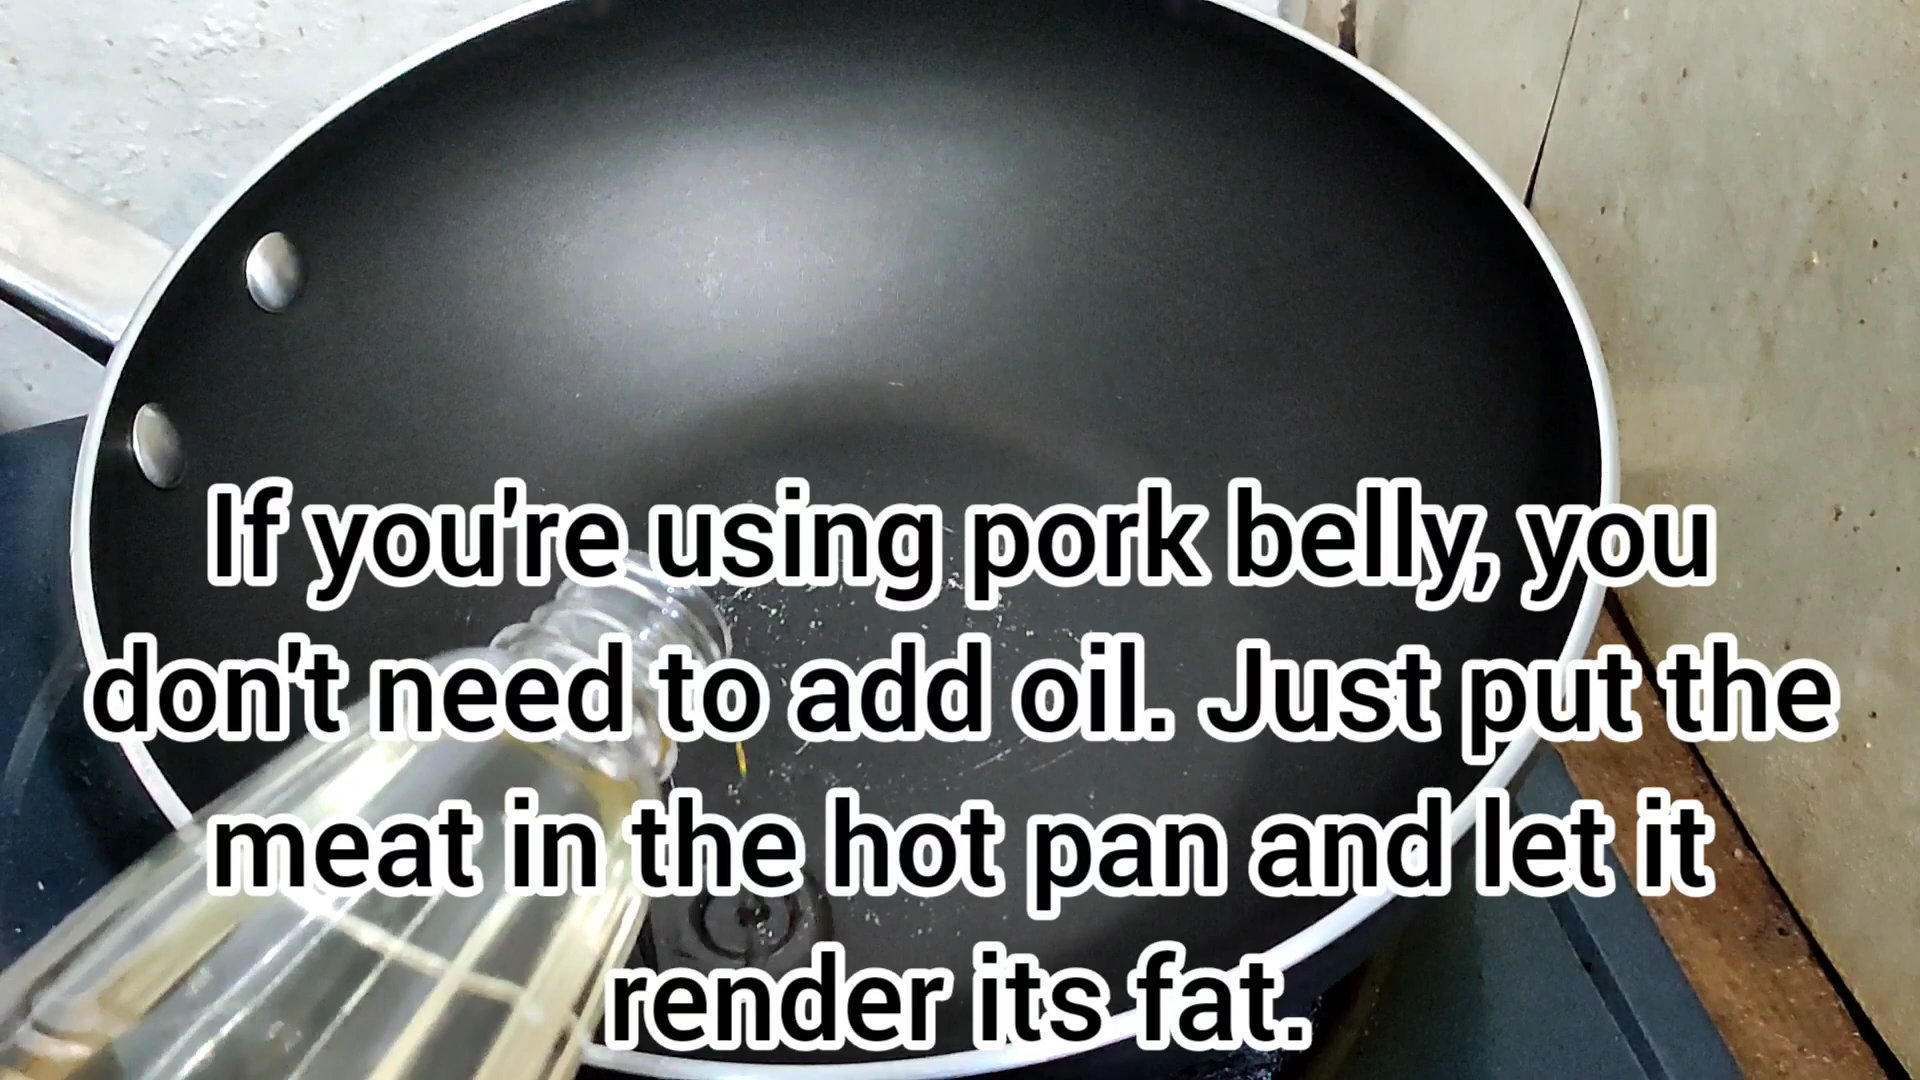 If you're using pork belly, you
don't need to add oil. Just put the
meat in the hot pan and let it
render its fat.